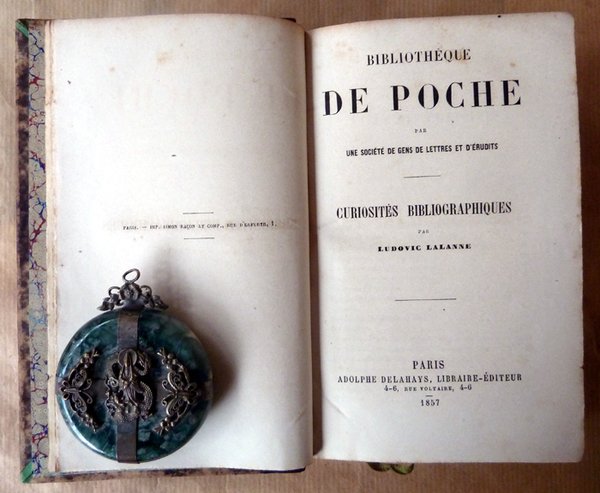 PARIS. — IMP. SIMON RAÇON ET COMP., RUE D'ERFURTH, 1.
BIBLIOTHÈQUE
DE POCHE
PAR
UNE SOCIÉTÉ DE GENS DE LETTRES ET D'ÉRUDITS
CURIOSITÉS BIBLIOGRAPHIQUES
PAR
LUDOVIC LALANNE
PARIS
ADOLPHE DELAHAYS, LIBRAIRE-ÉDITEUR
4-6, RUE VOLTAIRE, 4-6
1857